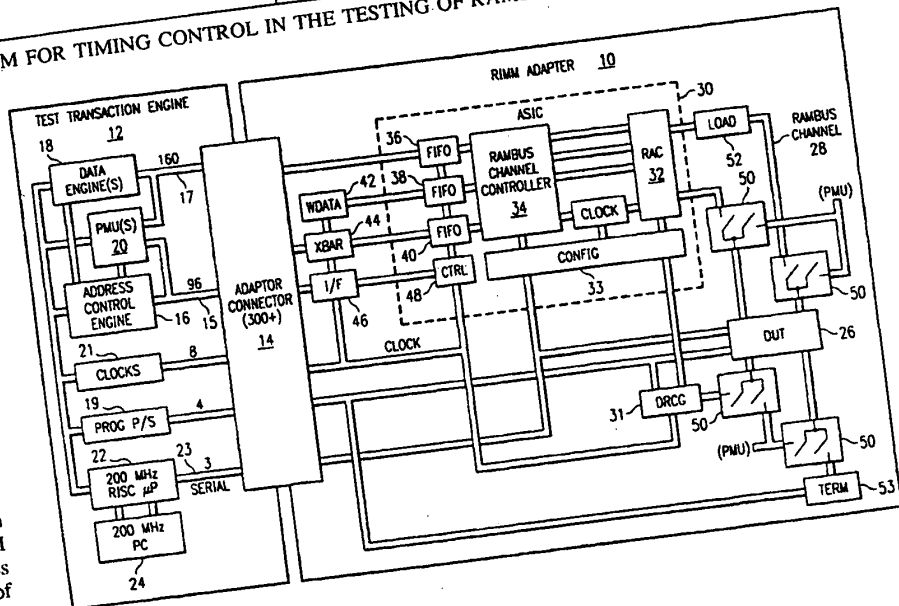 M FOR TIMING CONTROL IN THE TESTING OF
RIMM ADAPTER 10
TEST TRANSACTION ENGINE
12
18
DATA
ENGINE(S)
160
17
PMU(S)
20
ADDRESS
CONTROL
ENGINE
96
16
15
21
CLOCKS
8
19
PROG P/S
4
22
200 MHz
RISC µP
23
3
SERIAL
200 MHz
PC
24
ADAPTOR
CONNECTOR
(300+)
14
30
ASIC
36
FIFO
38
FIFO
40
FIFO
48
CTRL
42
WDATA
44
XBAR
I/F
46
RAMBUS
CHANNEL
CONTROLLER
34
CLOCK
RAC
32
CONFIG
33
LOAD
52
RAMBUS
CHANNEL
28
50
(PMU)
50
DUT
26
CLOCK
31
DRCG
50
(PMU)
50
TERM
53
M
ss
of